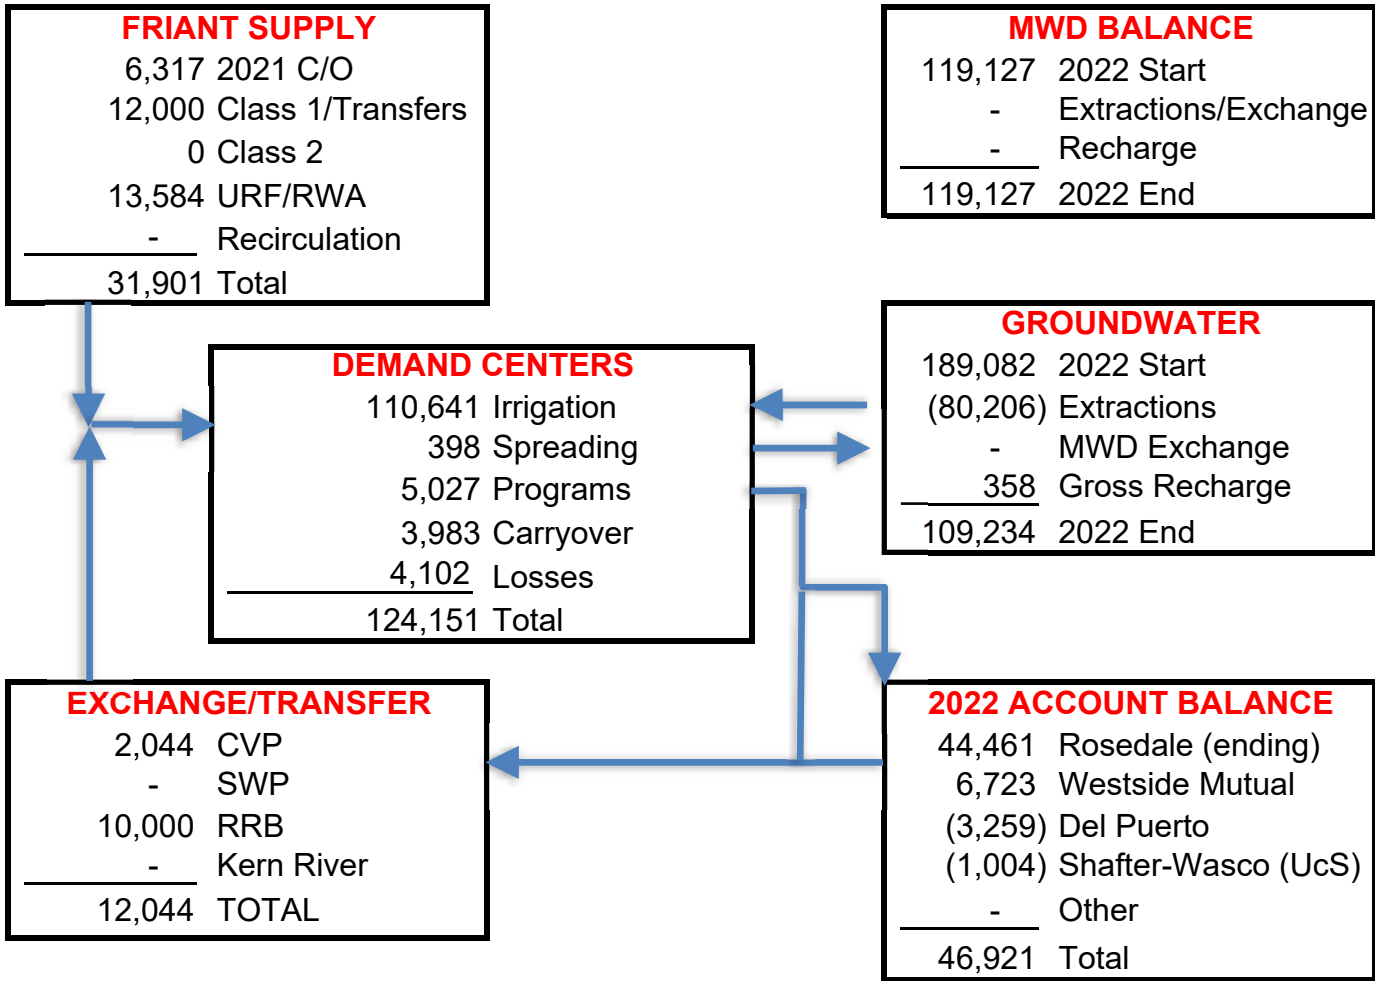 FRIANT SUPPLY
6,317 2021 C/O
12,000 Class 1/Transfers
0 Class 2
13,584 URF/RWA
- Recirculation
31,901 Total
MWD BALANCE
119,127 2022 Start
- Extractions/Exchange
- Recharge
119,127 2022 End
DEMAND CENTERS
110,641 Irrigation
398 Spreading
5,027 Programs
3,983 Carryover
4,102 Losses
124,151 Total
GROUNDWATER
189,082 2022 Start
(80,206) Extractions
- MWD Exchange
358 Gross Recharge
109,234 2022 End
EXCHANGE/TRANSFER
2,044 CVP
- SWP
10,000 RRB
- Kern River
12,044 TOTAL
2022 ACCOUNT BALANCE
44,461 Rosedale (ending)
6,723 Westside Mutual
(3,259) Del Puerto
(1,004) Shafter-Wasco (UcS)
- Other
46,921 Total